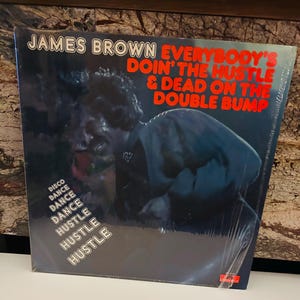 JAMES BROWN EVERYBODY'S
DOIN' THE HUSTLE
& DEAD ON THE
DOUBLE BUMP
DISCO
DANCE
DANCE
DANCE
HUSTLE
HUSTLE
HUSTLE